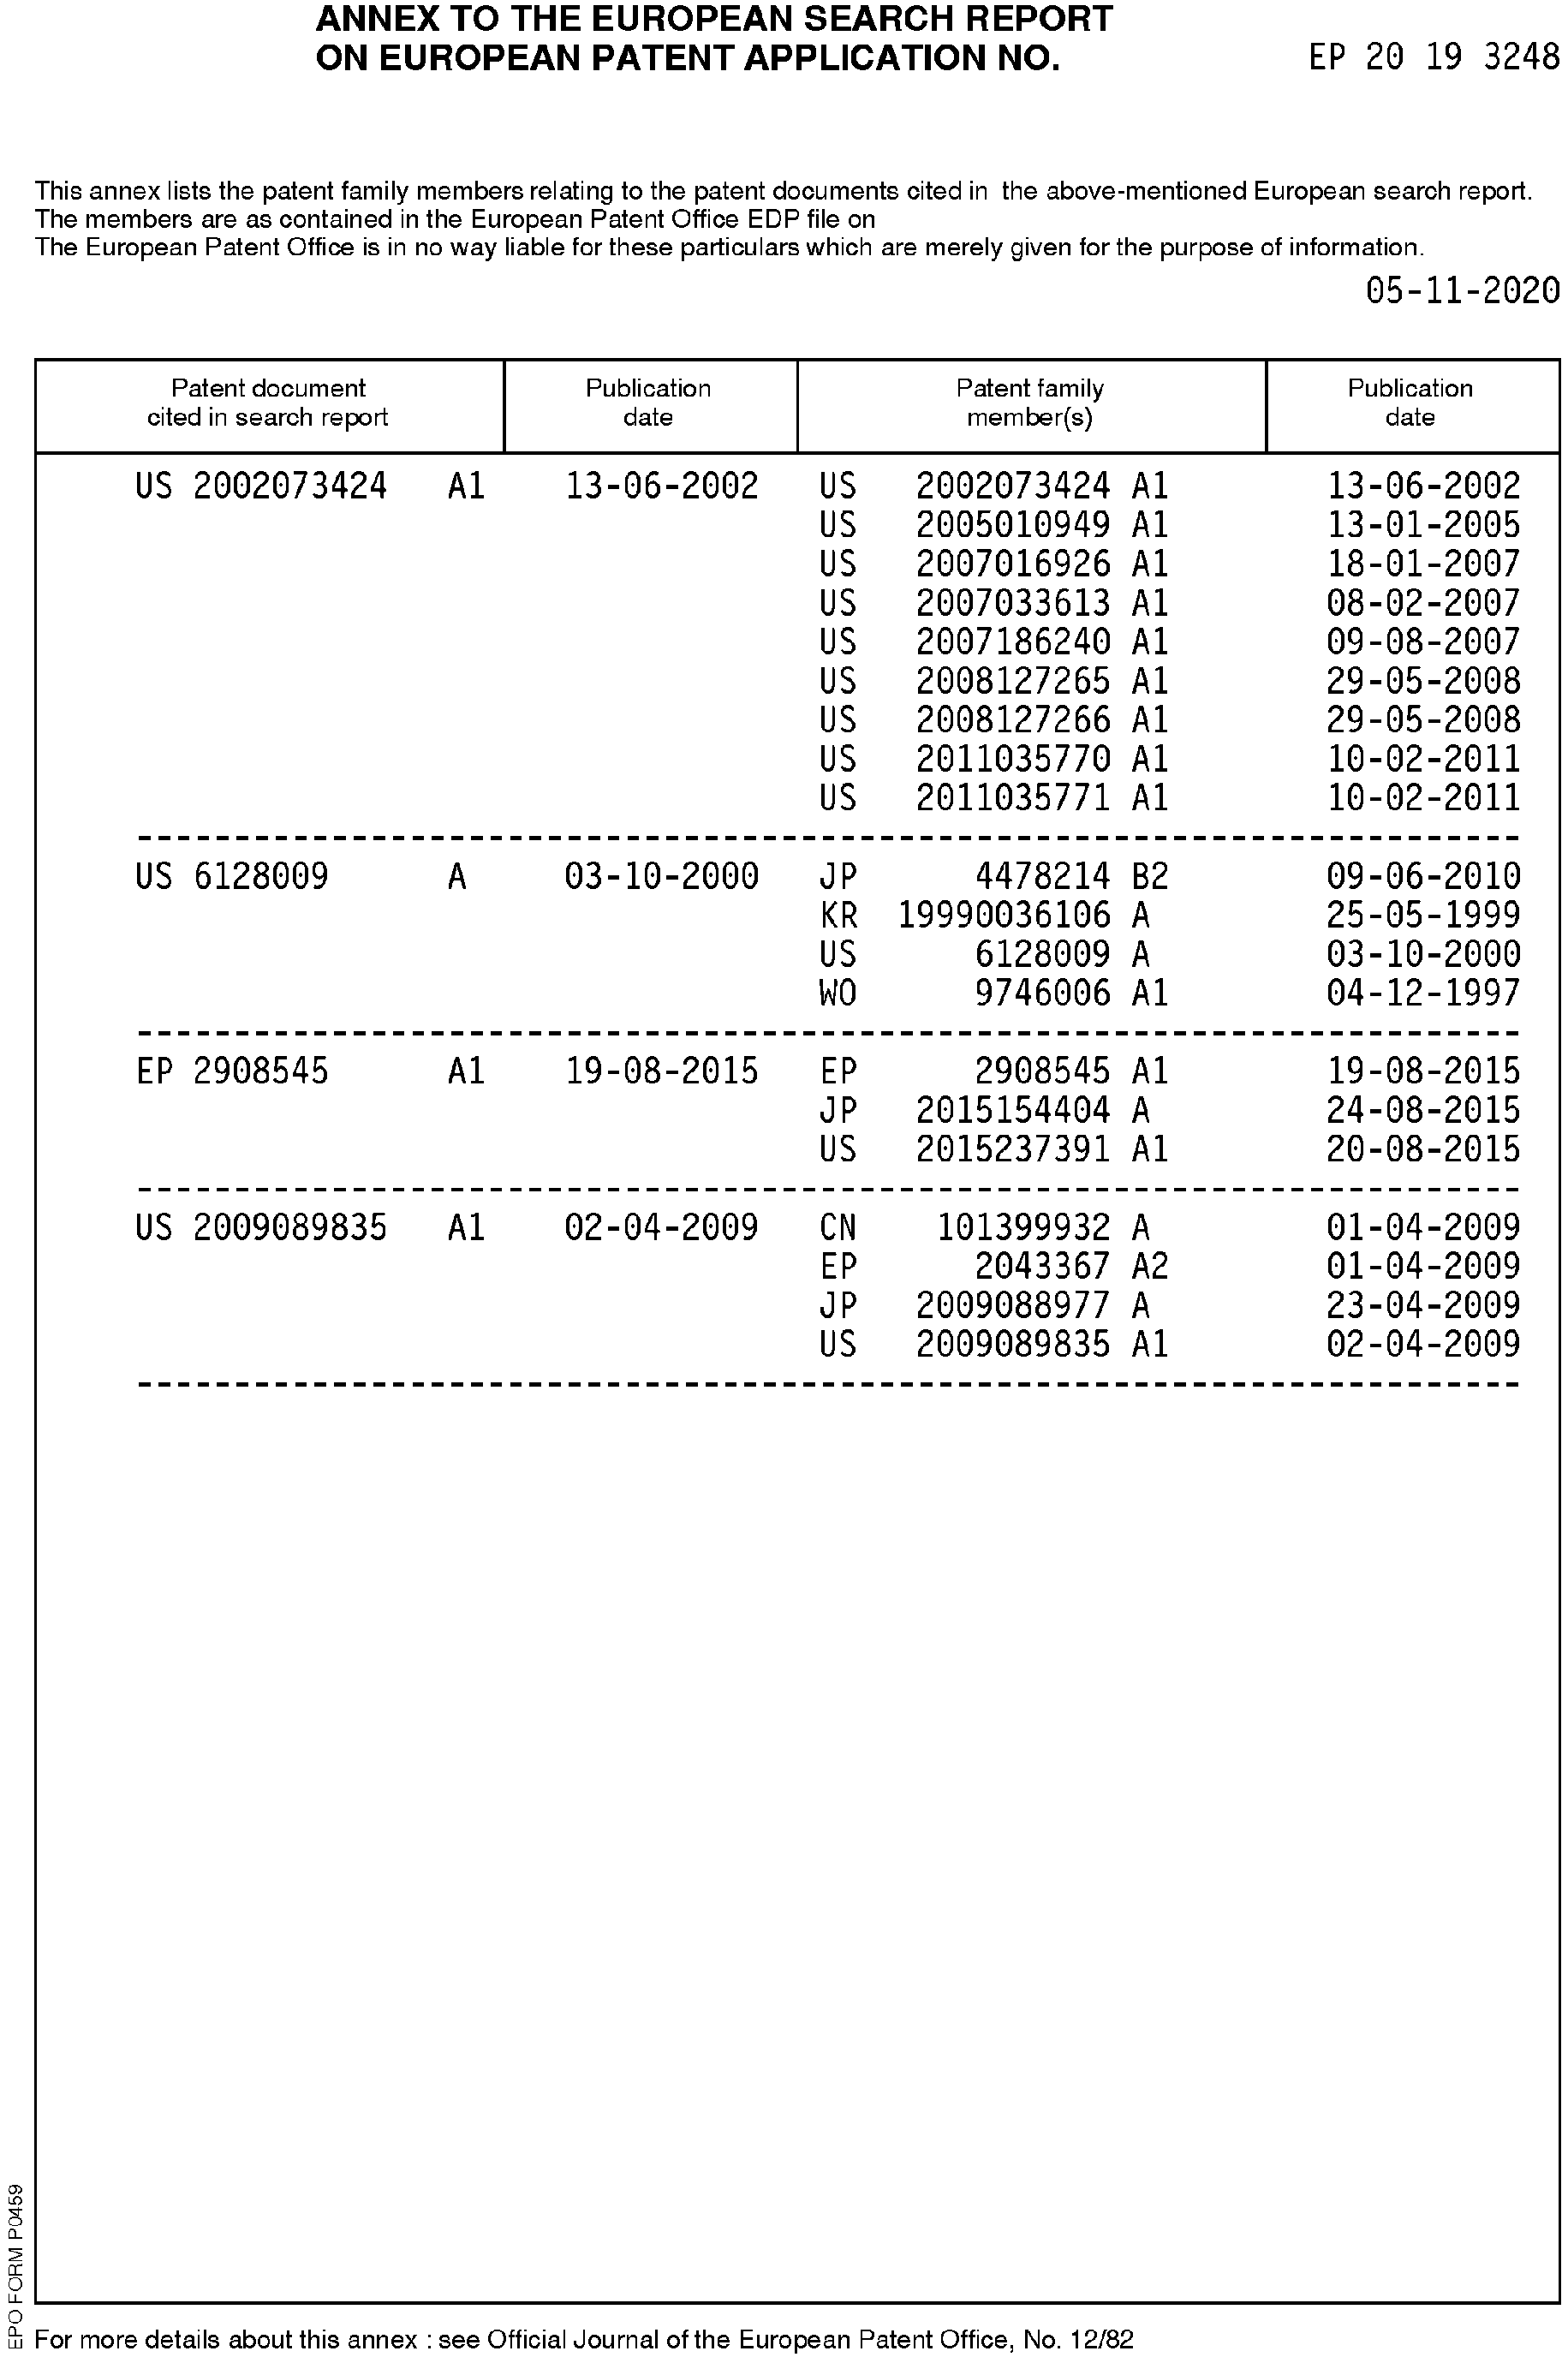 ANNEX TO THE EUROPEAN SEARCH REPORT
ON EUROPEAN PATENT APPLICATION NO. EP 20 19 3248
This annex lists the patent family members relating to the patent documents cited in the above-mentioned European search report.
The members are as contained in the European Patent Office EDP file on
The European Patent Office is in no way liable for these particulars which are merely given for the purpose of information.
05-11-2020
Patent document cited in search report Publication date Patent family member(s) Publication date
US 2002073424 A1 13-06-2002 US 2002073424 A1 13-06-2002
US 2005010949 A1 13-01-2005
US 2007016926 A1 18-01-2007
US 2007033613 A1 08-02-2007
US 2007186240 A1 09-08-2007
US 2008127265 A1 29-05-2008
US 2008127266 A1 29-05-2008
US 2011035770 A1 10-02-2011
US 2011035771 A1 10-02-2011
US 6128009 A 03-10-2000 JP 4478214 B2 09-06-2010
KR 19990036106 A 25-05-1999
US 6128009 A 03-10-2000
WO 9746006 A1 04-12-1997
EP 2908545 A1 19-08-2015 EP 2908545 A1 19-08-2015
JP 2015154404 A 24-08-2015
US 2015237391 A1 20-08-2015
US 2009089835 A1 02-04-2009 CN 101399932 A 01-04-2009
EP 2043367 A2 01-04-2009
JP 2009088977 A 23-04-2009
US 2009089835 A1 02-04-2009
EPO FORM P0459
For more details about this annex : see Official Journal of the European Patent Office, No. 12/82